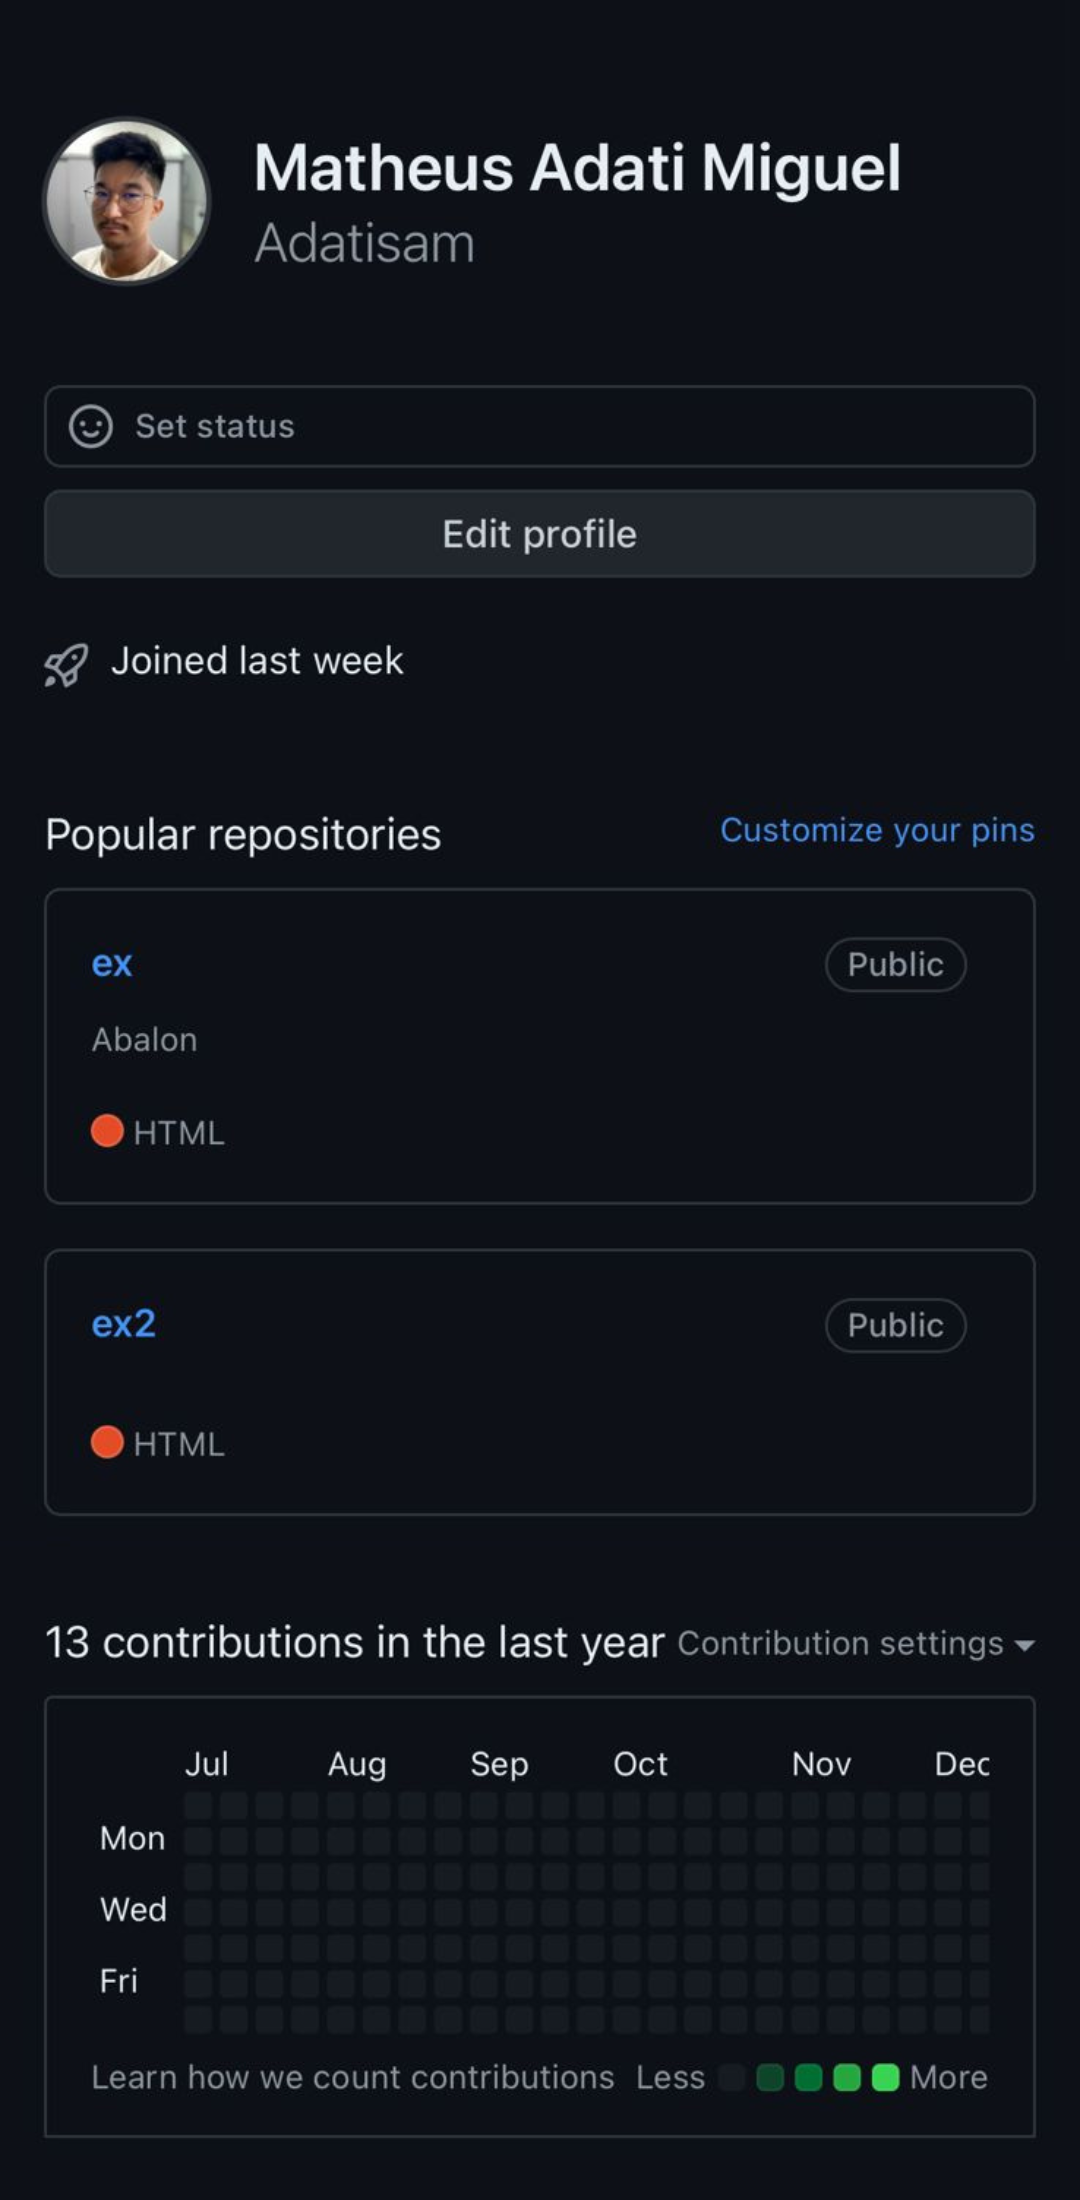 Matheus Adati Miguel
Adatisam
Set status
Edit profile
Joined last week
Popular repositories Customize your pins
ex Public
Abalon
HTML
ex2 Public
HTML
13 contributions in the last year Contribution settings
Jul Aug Sep Oct Nov Dec
Mon
Wed
Fri
Learn how we count contributions Less More